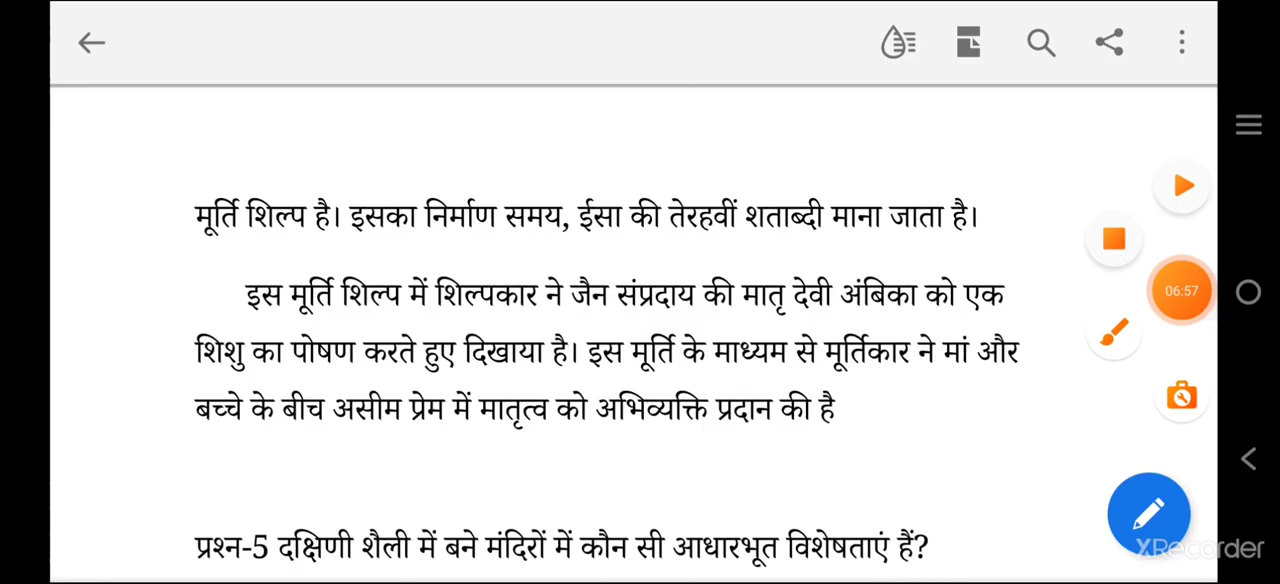 मूर्ति शिल्प है। इसका निर्माण समय, ईसा की तेरहवीं शताब्दी माना जाता है।
इस मूर्ति शिल्प में शिल्पकार ने जैन संप्रदाय की मातृ देवी अंबिका को एक
शिशु का पोषण करते हुए दिखाया है। इस मूर्ति के माध्यम से मूर्तिकार ने मां और
बच्चे के बीच असीम प्रेम में मातृत्व को अभिव्यक्ति प्रदान की है
प्रश्न-5 दक्षिणी शैली में बने मंदिरों में कौन सी आधारभूत विशेषताएं हैं?
06:57
XRecorder